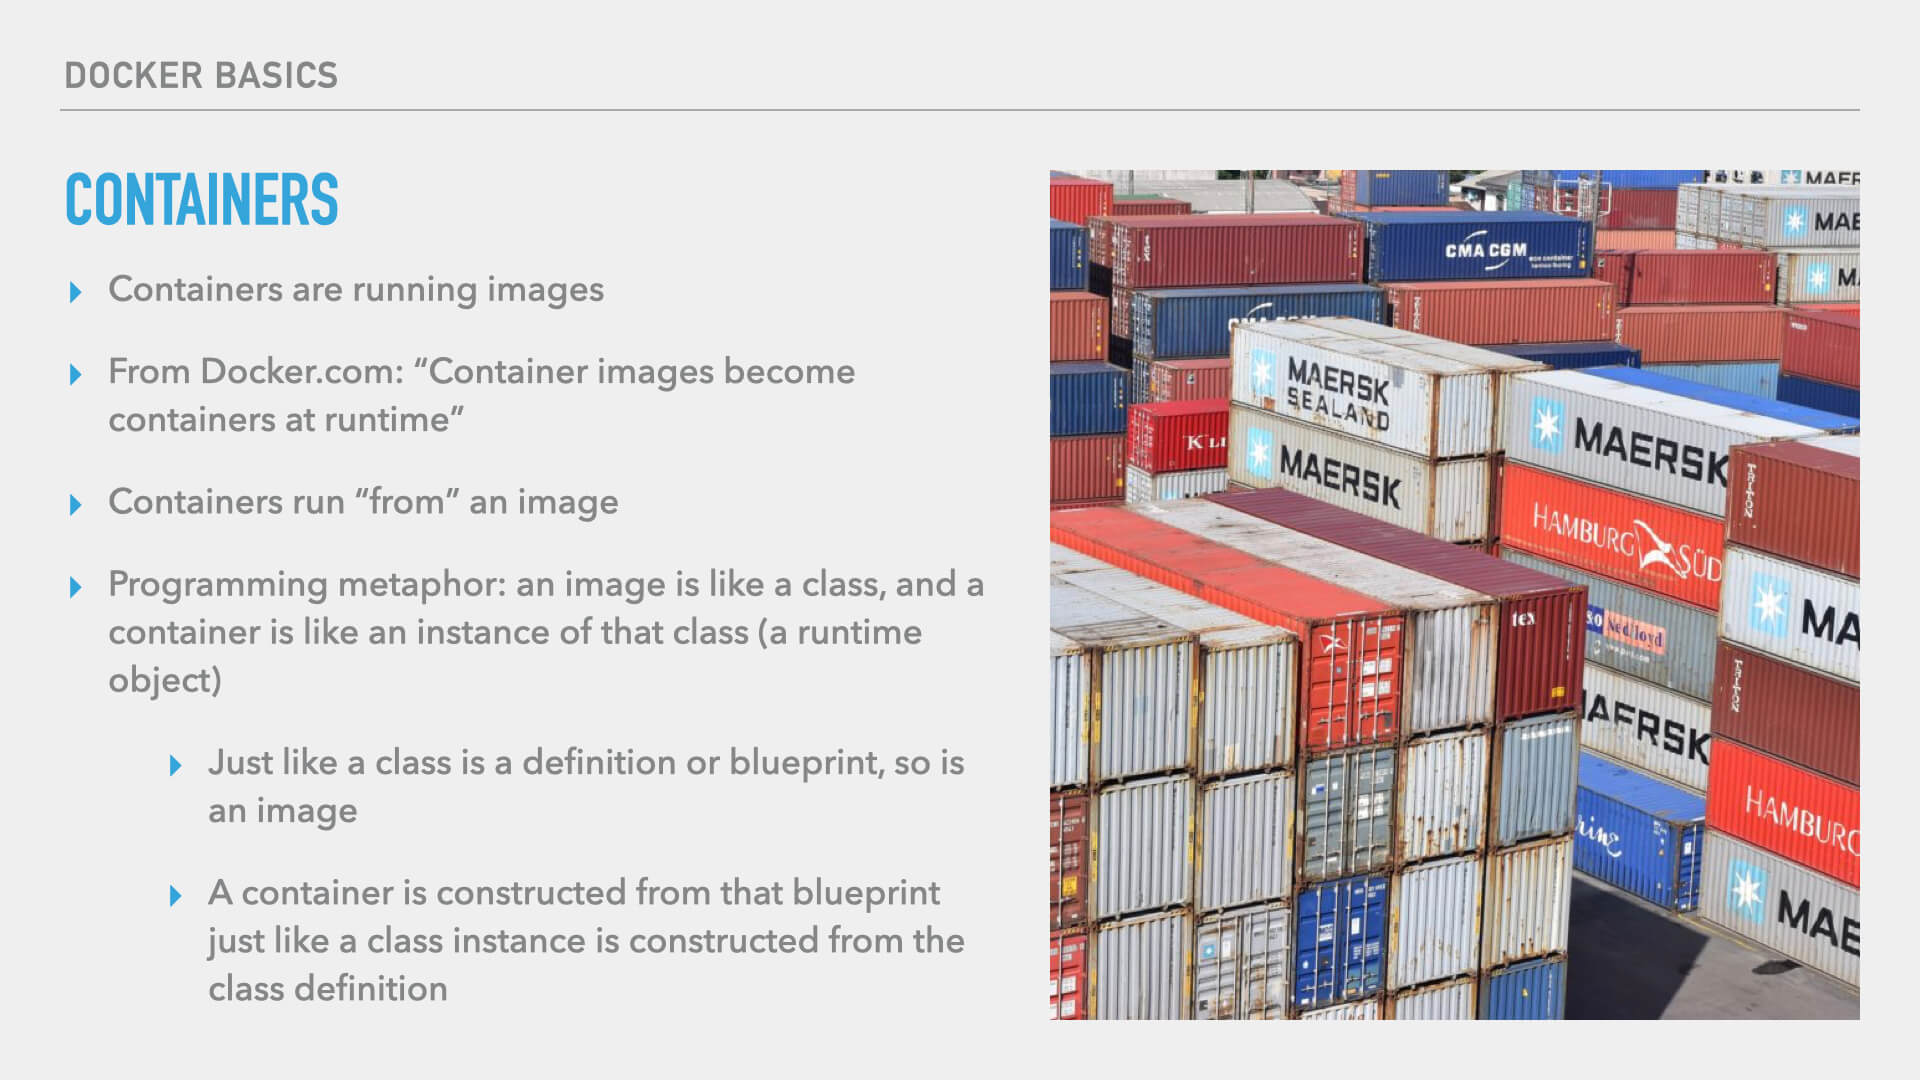 DOCKER BASICS
CONTAINERS
Containers are running images
From Docker.com: “Container images become
containers at runtime”
Containers run “from” an image
Programming metaphor: an image is like a class, and a
container is like an instance of that class (a runtime
object)
Just like a class is a definition or blueprint, so is
an image
A container is constructed from that blueprint
just like a class instance is constructed from the
class definition
MAE
CMA CGM
MAERSK
SEALAND
MAERSK
MAERSK
TRITON
HAMBURG SÜD
tex
Nedlloyd
MA
TRITON
MAERSK
HAMBURG
MAE